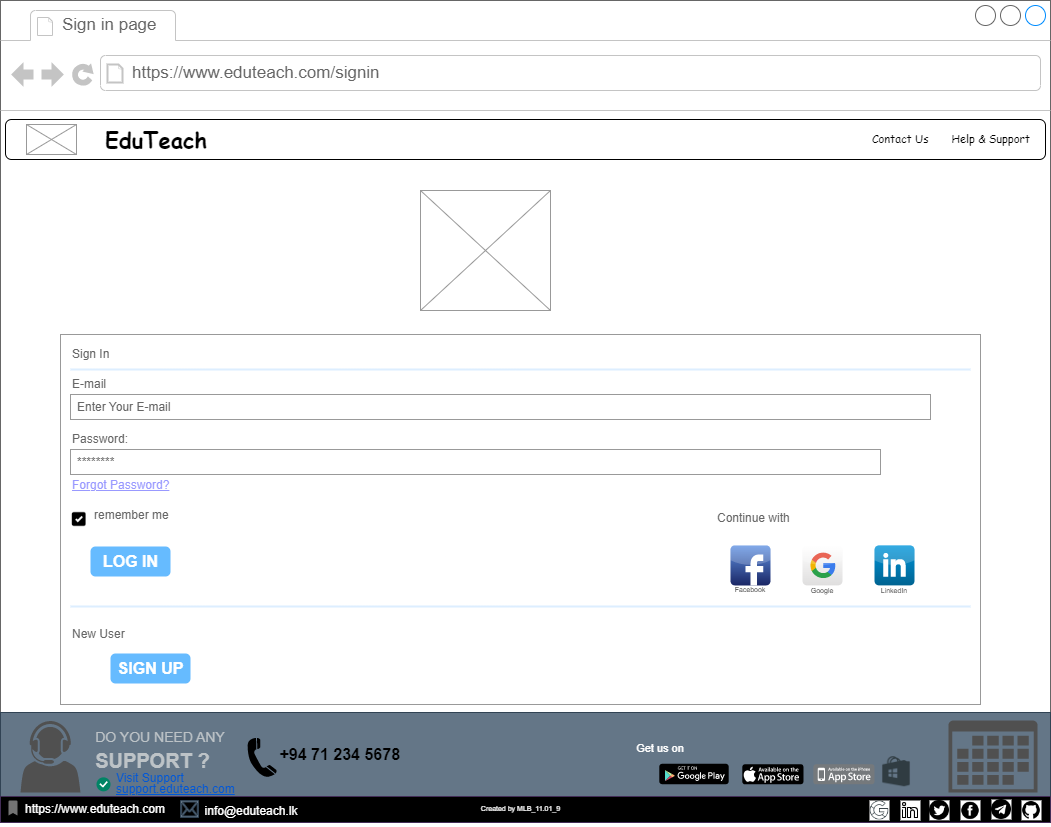 Sign in page
https://www.eduteach.com/signin
EduTeach
Contact Us
Help & Support
Sign In
E-mail
Enter Your E-mail
Password:
********
Forgot Password?
remember me
Continue with
LOG IN
Facebook
Google
LinkedIn
New User
SIGN UP
DO YOU NEED ANY
SUPPORT ?
Visit Support
support.eduteach.com
+94 71 234 5678
Get us on
GET IT ON
Google Play
Available on the
App Store
Available on the iPhone
App Store
https://www.eduteach.com
info@eduteach.lk
Created by MLB_11.01_9